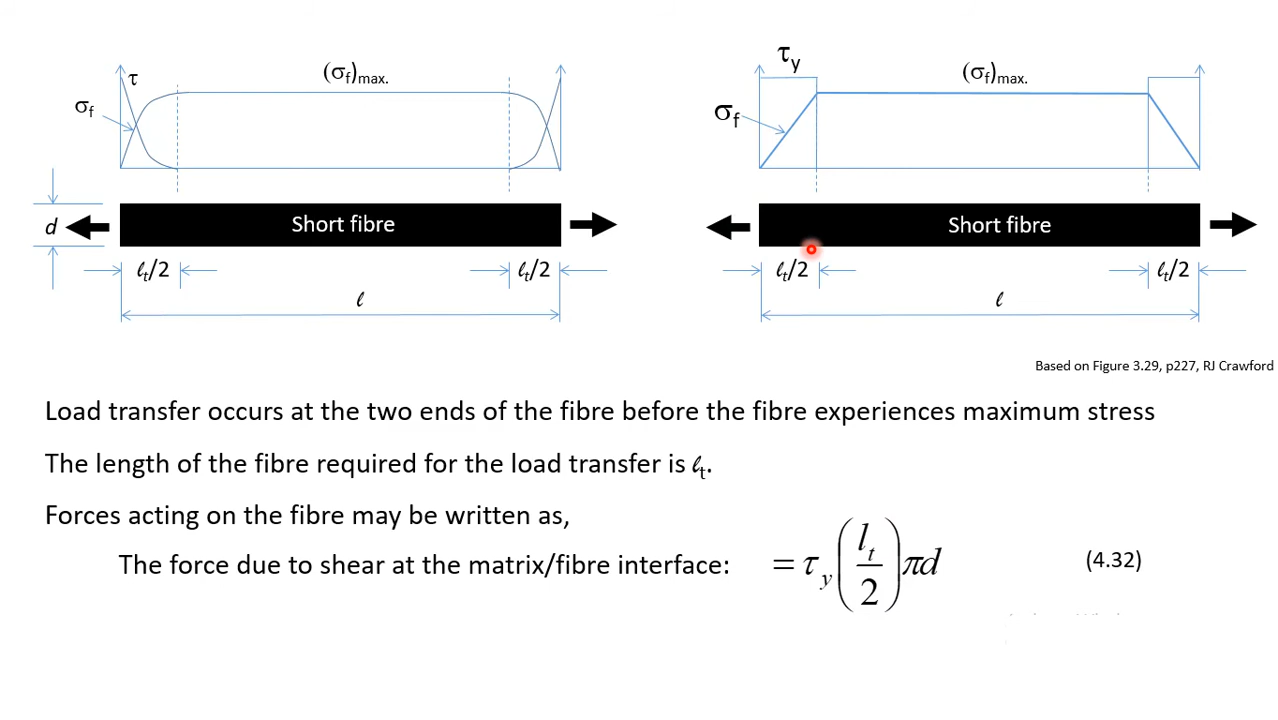 τ (σf)max.
σf
d Short fibre
ℓt/2 ℓt/2
ℓ
τy (σf)max.
σf
Short fibre
ℓt/2 ℓt/2
ℓ
Based on Figure 3.29, p227, RJ Crawford
Load transfer occurs at the two ends of the fibre before the fibre experiences maximum stress
The length of the fibre required for the load transfer is ℓt.
Forces acting on the fibre may be written as,
The force due to shear at the matrix/fibre interface: = τy (lt/2) πd (4.32)